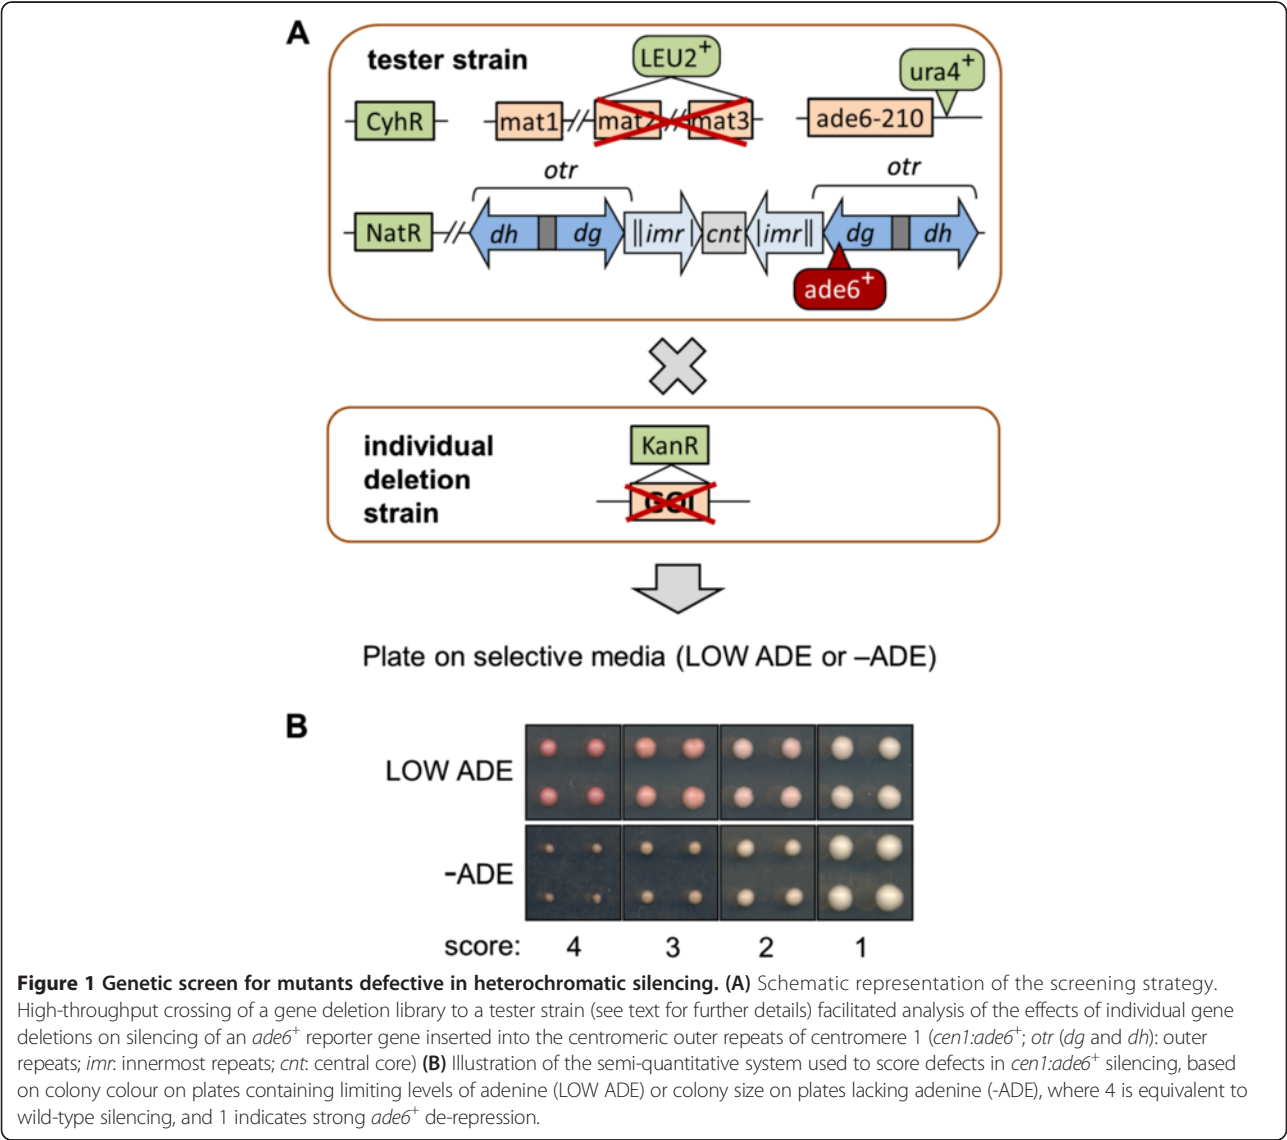 A
tester strain
LEU2+
ura4+
CyhR
mat1
mat2
mat3
ade6-210
otr
otr
NatR
dh
dg
imr
cnt
imr
dg
dh
ade6+
individual
deletion
strain
KanR
GOI
Plate on selective media (LOW ADE or –ADE)
B
LOW ADE
-ADE
score: 4 3 2 1
Figure 1 Genetic screen for mutants defective in heterochromatic silencing. (A) Schematic representation of the screening strategy.
High-throughput crossing of a gene deletion library to a tester strain (see text for further details) facilitated analysis of the effects of individual gene
deletions on silencing of an ade6+ reporter gene inserted into the centromeric outer repeats of centromere 1 (cen1:ade6+; otr (dg and dh): outer
repeats; imr: innermost repeats; cnt: central core) (B) Illustration of the semi-quantitative system used to score defects in cen1:ade6+ silencing, based
on colony colour on plates containing limiting levels of adenine (LOW ADE) or colony size on plates lacking adenine (-ADE), where 4 is equivalent to
wild-type silencing, and 1 indicates strong ade6+ de-repression.